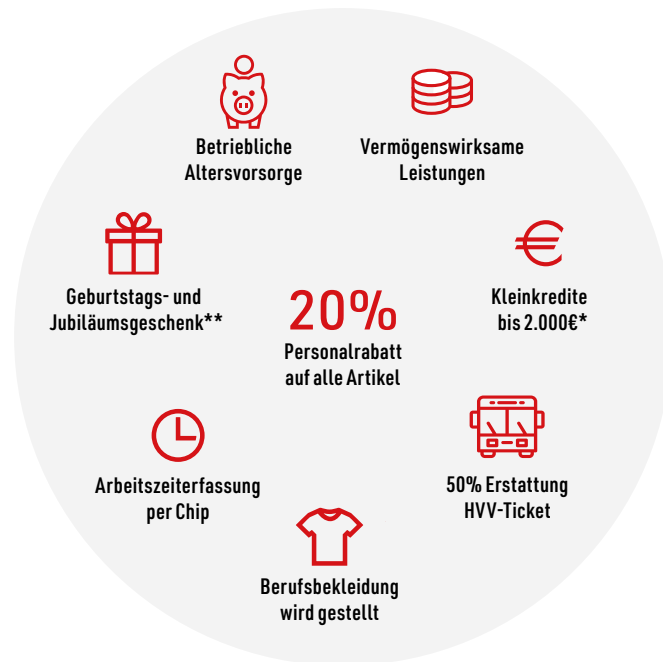 Betriebliche
Altersvorsorge
Vermögenswirksame
Leistungen
Geburtstags- und
Jubiläumsgeschenk**
20%
Personalrabatt
auf alle Artikel
Kleinkredite
bis 2.000€*
Arbeitszeiterfassung
per Chip
50% Erstattung
HVV-Ticket
Berufsbekleidung
wird gestellt